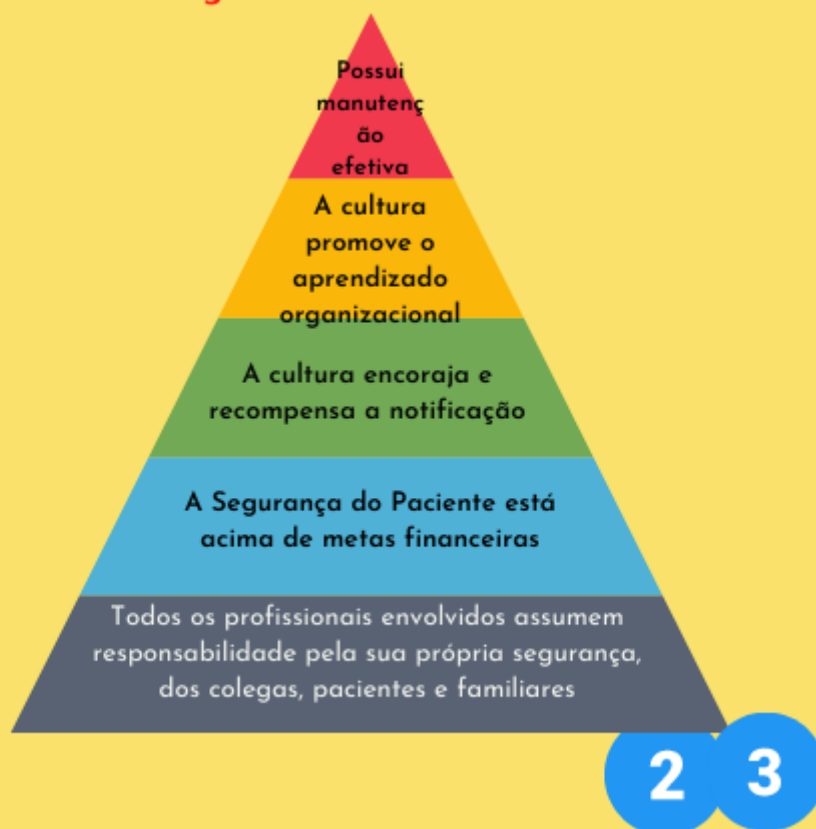 Possui
manutenç
ão
efetiva
A cultura
promove o
aprendizado
organizacional
A cultura encoraja e
recompensa a notificação
A Segurança do Paciente está
acima de metas financeiras
Todos os profissionais envolvidos assumem
responsabilidade pela sua própria segurança,
dos colegas, pacientes e familiares
2 3